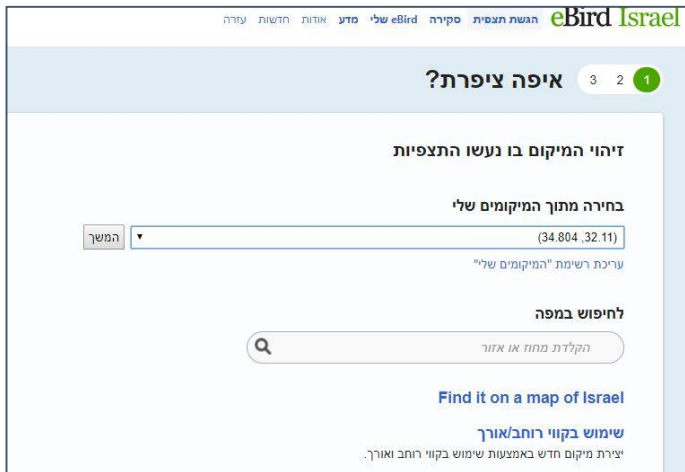 eBird Israel הגשת תצפית סקירה eBird שלי מדע אודות חדשות עזרה
1 2 3 איפה ציפרת?
זיהוי המיקום בו נעשו התצפיות
בחירה מתוך המיקומים שלי
(34.804 ,32.11) המשך
עריכת רשימת "המיקומים שלי"
לחיפוש במפה
הקלדת מחוז או אזור
Find it on a map of Israel
שימוש בקווי רוחב/אורך
יצירת מיקום חדש באמצעות שימוש בקווי רוחב ואורך.